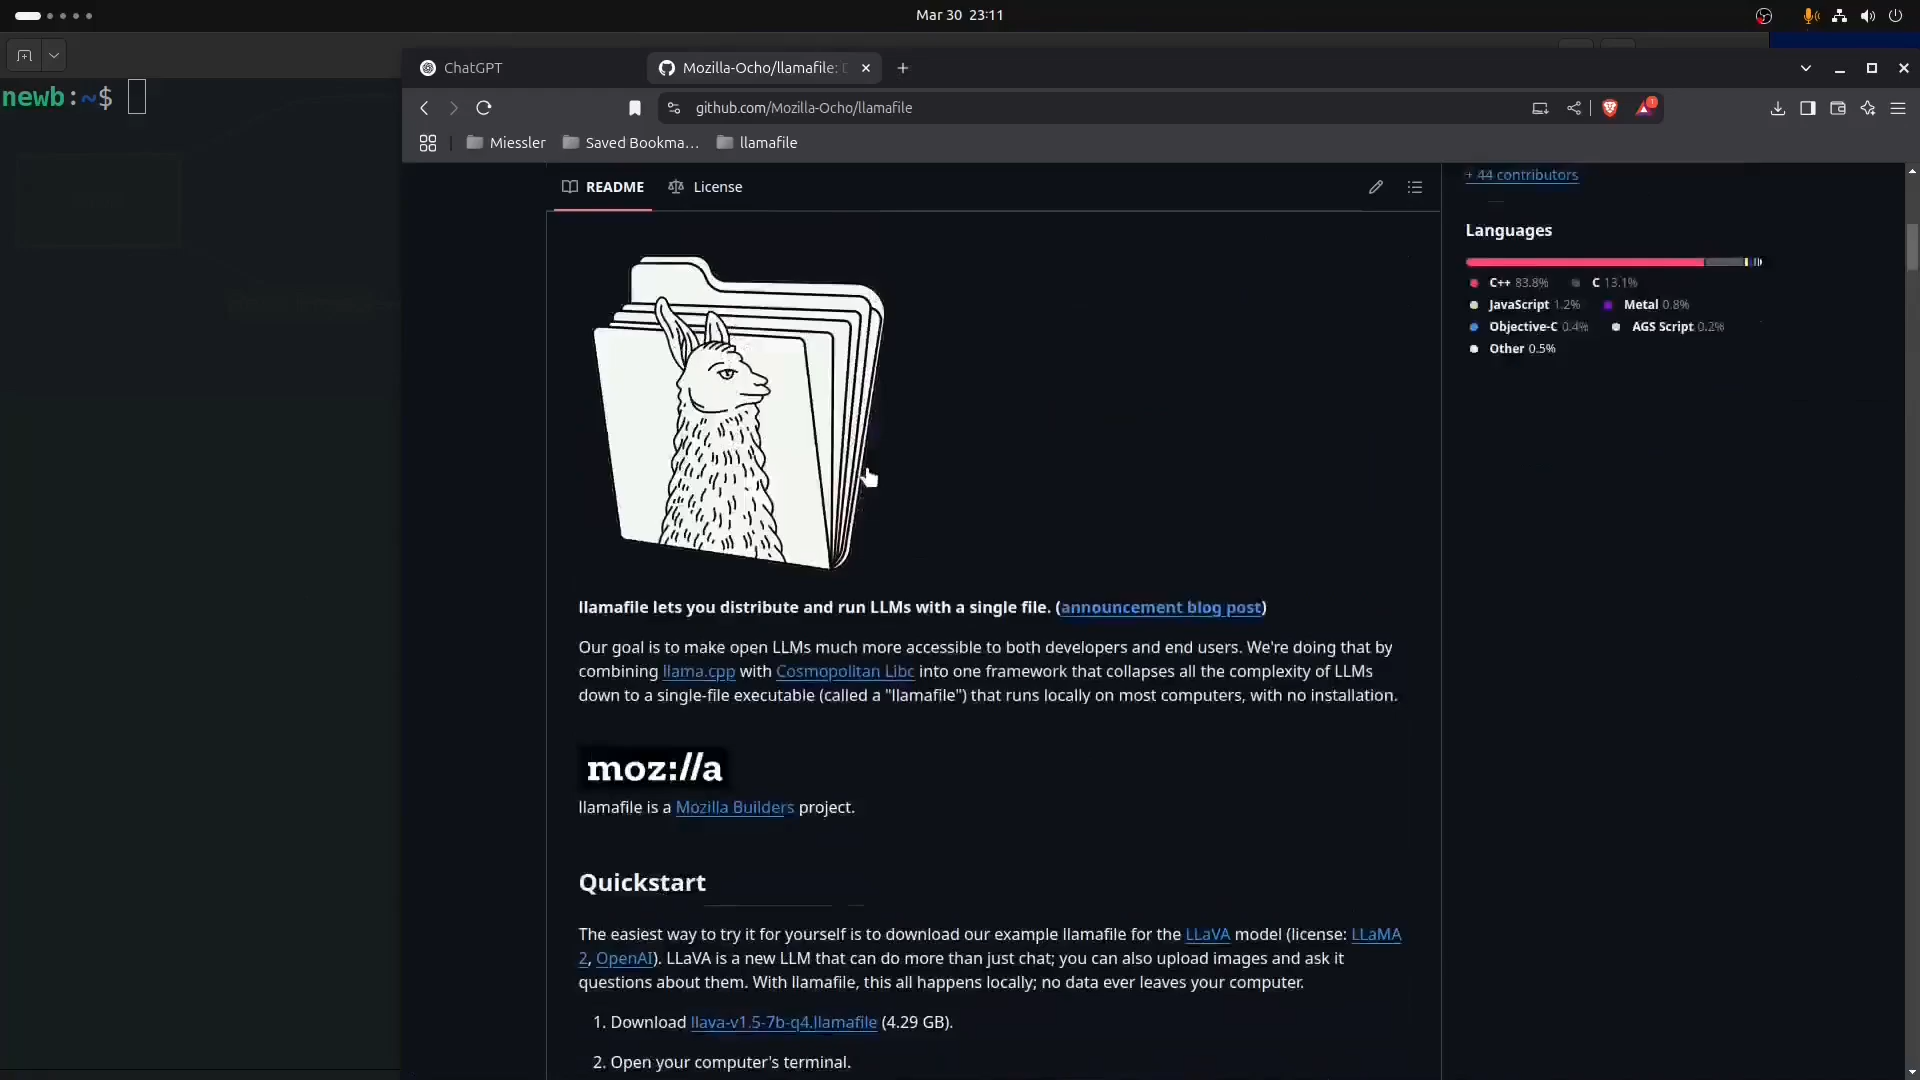 Mar 30 23:11
newb:~$
ChatGPT
Mozilla-Ocho/llamafile:
github.com/Mozilla-Ocho/llamafile
1
Miessler
Saved Bookma…
llamafile
README
License
+ 44 contributors
Languages
C++ 83.8%
C 13.1%
JavaScript 1.2%
Metal 0.8%
Objective-C 0.4%
AGS Script 0.2%
Other 0.5%
llamafile lets you distribute and run LLMs with a single file. (announcement blog post)
Our goal is to make open LLMs much more accessible to both developers and end users. We're doing that by
combining llama.cpp with Cosmopolitan Libc into one framework that collapses all the complexity of LLMs
down to a single-file executable (called a "llamafile") that runs locally on most computers, with no installation.
moz://a
llamafile is a Mozilla Builders project.
Quickstart
The easiest way to try it for yourself is to download our example llamafile for the LLaVA model (license: LLaMA
2, OpenAI). LLaVA is a new LLM that can do more than just chat; you can also upload images and ask it
questions about them. With llamafile, this all happens locally; no data ever leaves your computer.
1. Download llava-v1.5-7b-q4.llamafile (4.29 GB).
2. Open your computer's terminal.